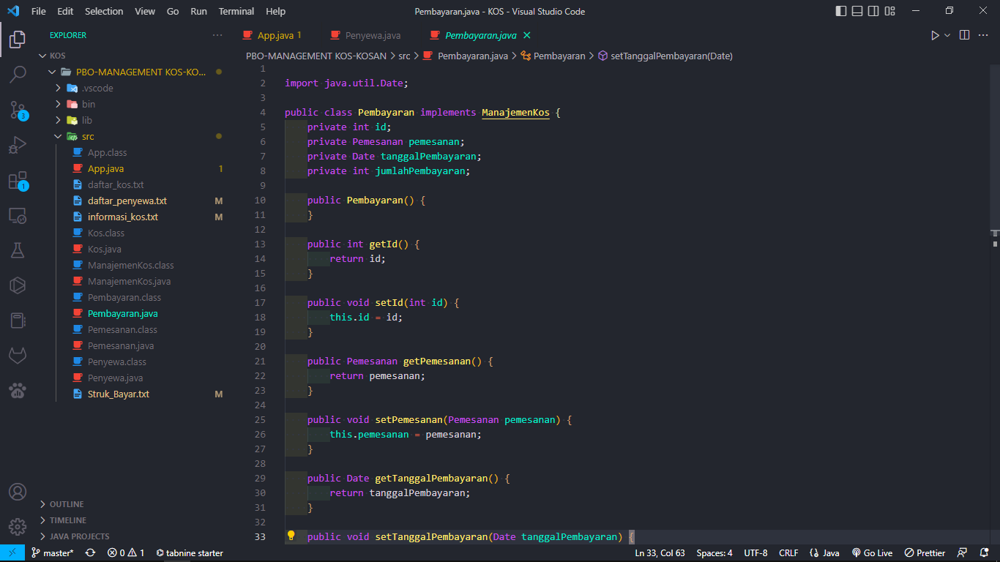 File Edit Selection View Go Run Terminal Help
Pembayaran.java - KOS - Visual Studio Code
EXPLORER
KOS
PBO-MANAGEMENT KOS-KO...
.vscode
bin
lib
src
App.class
App.java 1
daftar_kos.txt
daftar_penyewa.txt M
informasi_kos.txt M
Kos.class
Kos.java
ManajemenKos.class
ManajemenKos.java
Pembayaran.class
Pembayaran.java
Pemesanan.class
Pemesanan.java
Penyewa.class
Penyewa.java
Struk_Bayar.txt M
OUTLINE
TIMELINE
JAVA PROJECTS
3
1
App.java 1 Penyewa.java Pembayaran.java
PBO-MANAGEMENT KOS-KOSAN > src > Pembayaran.java > Pembayaran > setTanggalPembayaran(Date)
1
2 import java.util.Date;
3
4 public class Pembayaran implements ManajemenKos {
5 private int id;
6 private Pemesanan pemesanan;
7 private Date tanggalPembayaran;
8 private int jumlahPembayaran;
9
10 public Pembayaran() {
11 }
12
13 public int getId() {
14 return id;
15 }
16
17 public void setId(int id) {
18 this.id = id;
19 }
20
21 public Pemesanan getPemesanan() {
22 return pemesanan;
23 }
24
25 public void setPemesanan(Pemesanan pemesanan) {
26 this.pemesanan = pemesanan;
27 }
28
29 public Date getTanggalPembayaran() {
30 return tanggalPembayaran;
31 }
32
33 public void setTanggalPembayaran(Date tanggalPembayaran) {
master* 0 1 tabnine starter
Ln 33, Col 63 Spaces: 4 UTF-8 CRLF {} Java Go Live Prettier